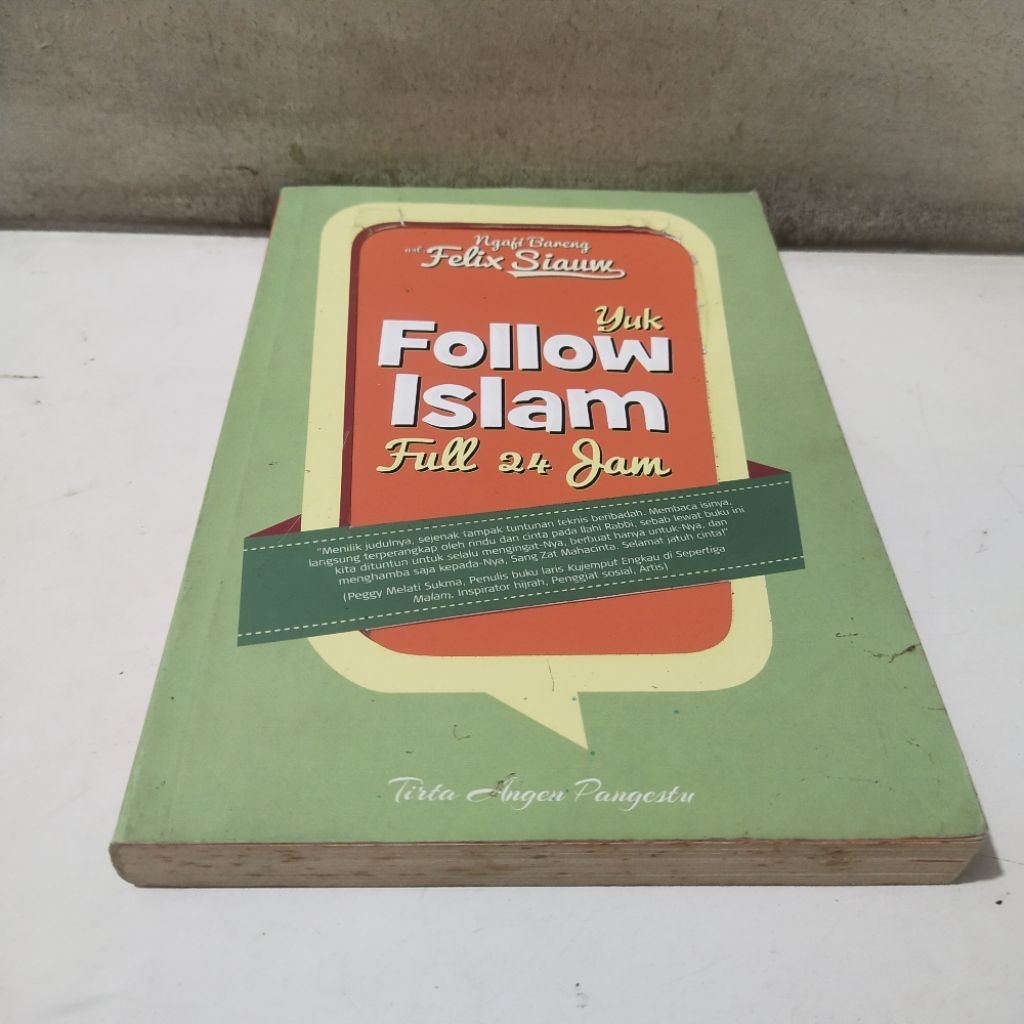 Ngafi Bareng
ust. Felix Siauw
Yuk
Follow
Islam
Full 24 Jam
"Menilik judulnya, sejenak tampak tuntunan teknis beribadah. Membaca isinya,
langsung terperangkap oleh rindu dan cinta pada Ilahi Rabbi, sebab lewat buku ini
kita dituntun untuk selalu mengingat-Nya, berbuat hanya untuk-Nya, dan
menghamba saja kepada-Nya, Sang Zat Mahacinta. Selamat jatuh cinta!"
(Peggy Melati Sukma, Penulis buku laris Kujemput Engkau di Sepertiga
Malam, Inspirator hijrah, Penggiat sosial, Artis)
Tirta Angen Pangestu